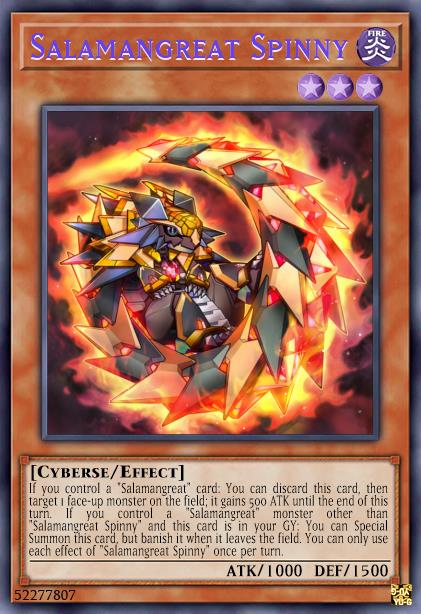 Salamangreat Spinny
FIRE
炎
[Cyberse/Effect]
If you control a "Salamangreat" card: You can discard this card, then
target 1 face-up monster on the field; it gains 500 ATK until the end of this
turn. If you control a "Salamangreat" monster other than
"Salamangreat Spinny" and this card is in your GY: You can Special
Summon this card, but banish it when it leaves the field. You can only use
each effect of "Salamangreat Spinny" once per turn.
ATK/1000 DEF/1500
52277807